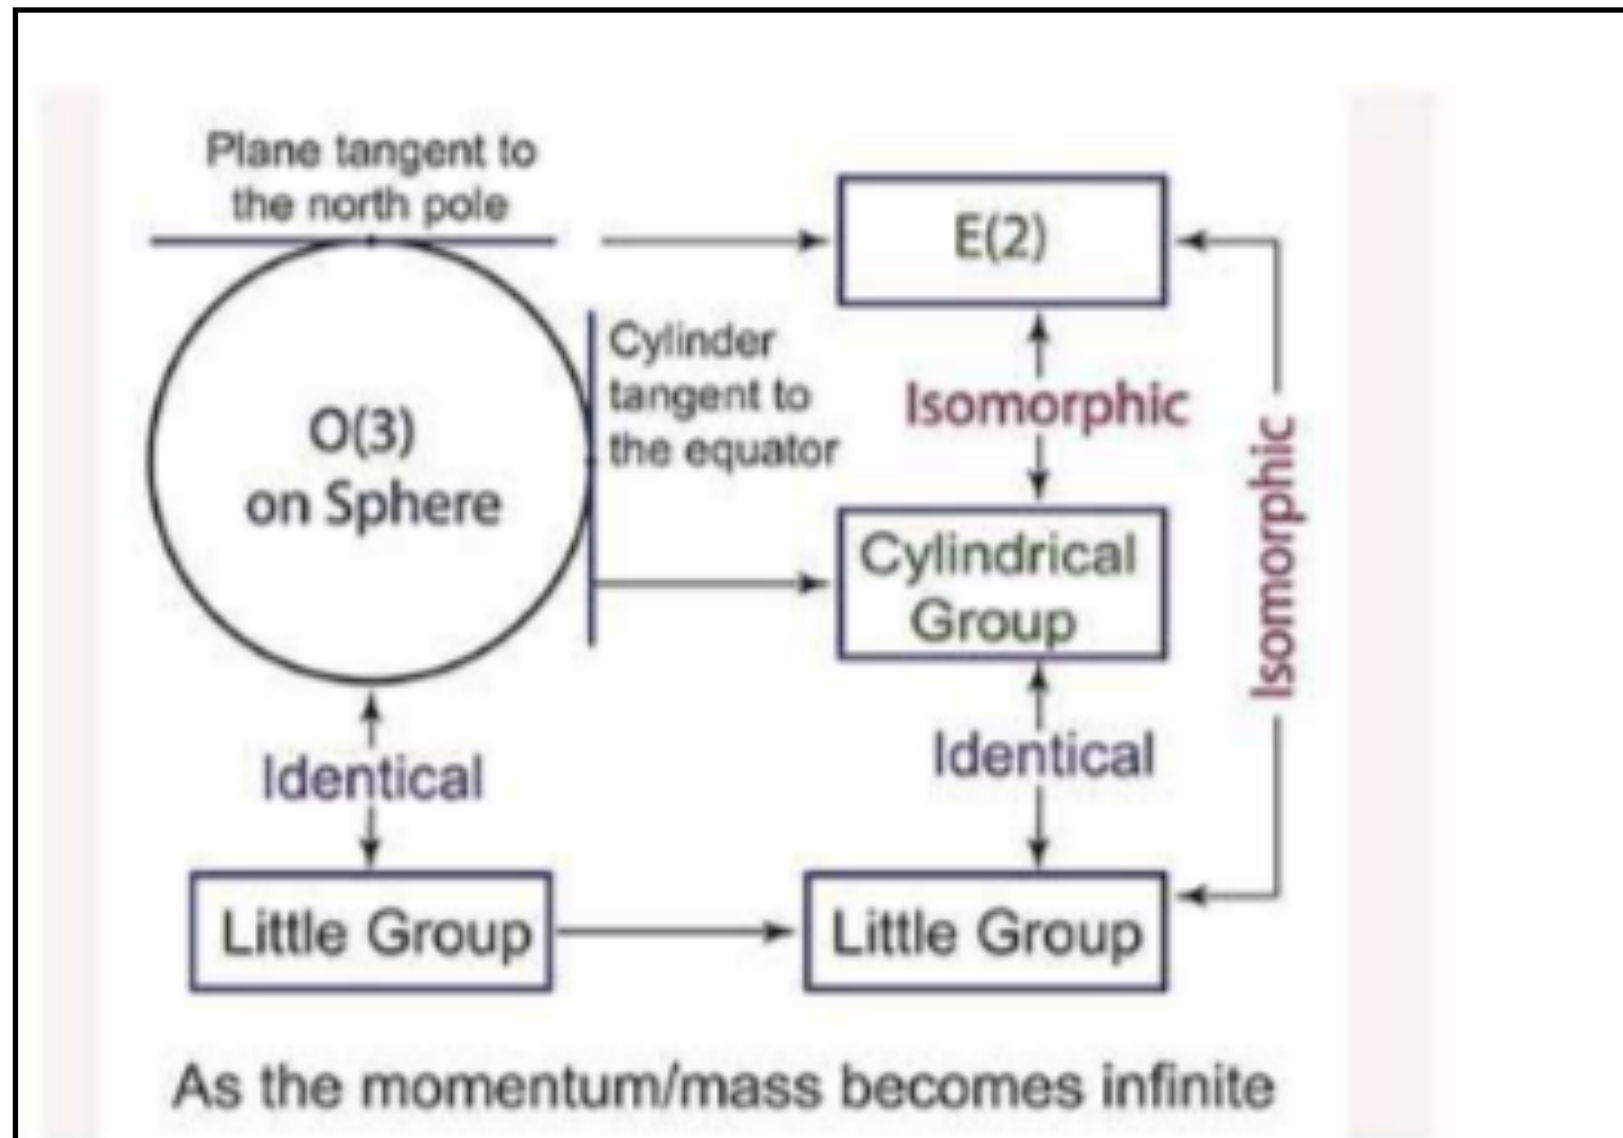 Plane tangent to
the north pole
E(2)
Cylinder
tangent to
the equator
Isomorphic
O(3)
on Sphere
Isomorphic
Cylindrical
Group
Identical
Identical
Little Group
Little Group
As the momentum/mass becomes infinite